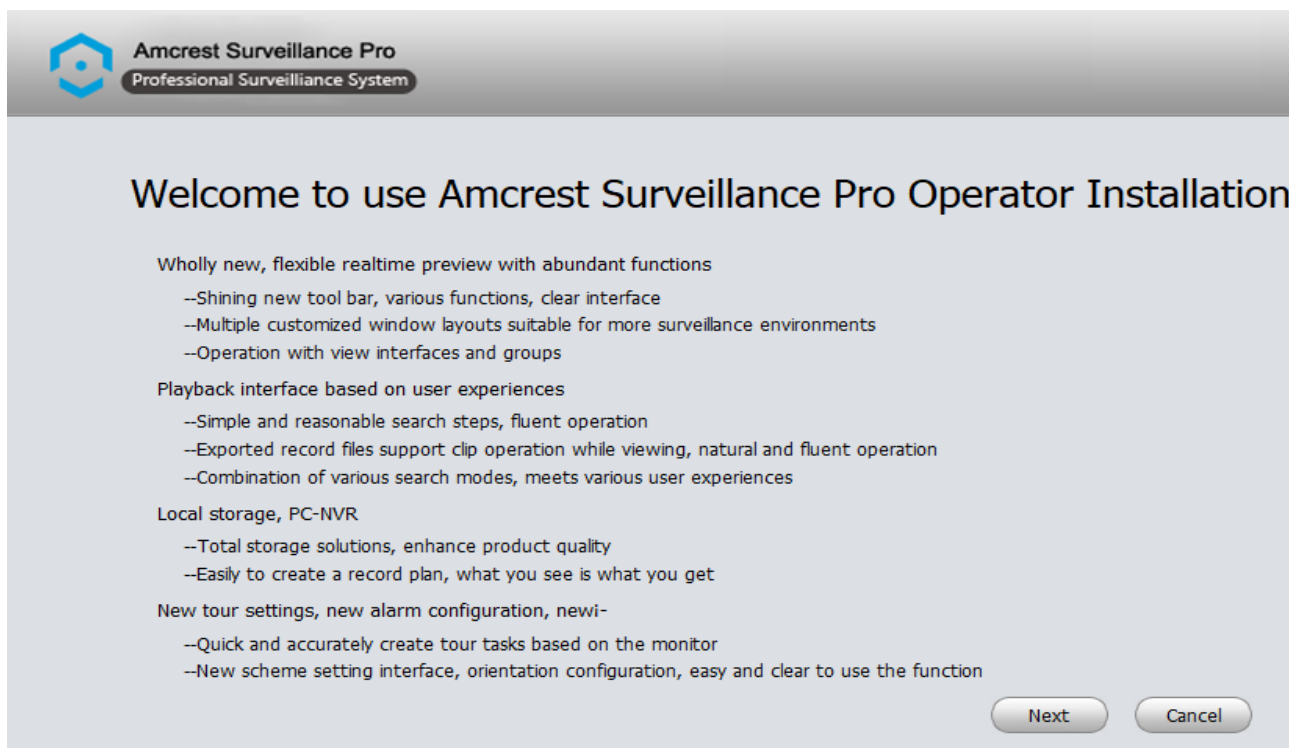 Amcrest Surveillance Pro
Professional Surveilliance System
Welcome to use Amcrest Surveillance Pro Operator Installation
Wholly new, flexible realtime preview with abundant functions
--Shining new tool bar, various functions, clear interface
--Multiple customized window layouts suitable for more surveillance environments
--Operation with view interfaces and groups
Playback interface based on user experiences
--Simple and reasonable search steps, fluent operation
--Exported record files support clip operation while viewing, natural and fluent operation
--Combination of various search modes, meets various user experiences
Local storage, PC-NVR
--Total storage solutions, enhance product quality
--Easily to create a record plan, what you see is what you get
New tour settings, new alarm configuration, newi-
--Quick and accurately create tour tasks based on the monitor
--New scheme setting interface, orientation configuration, easy and clear to use the function
Next Cancel